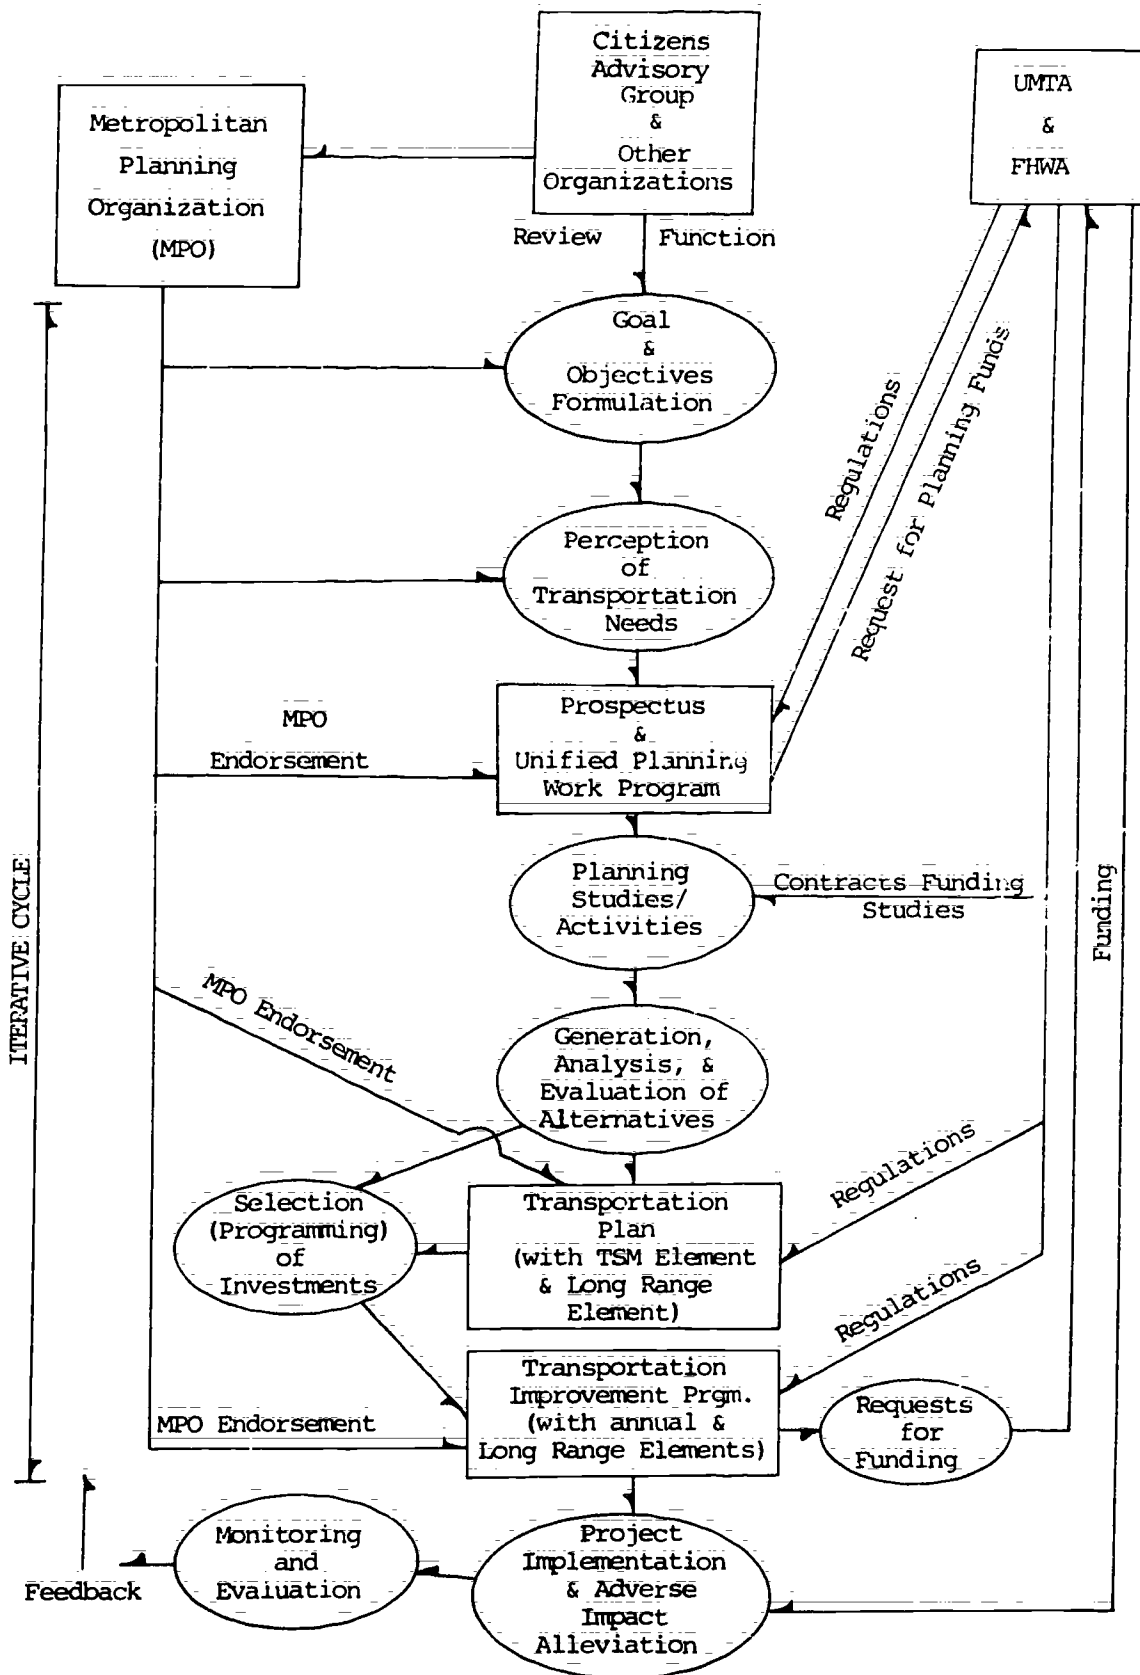 Citizens
Advisory
Group
&
Other
Organizations
Metropolitan
Planning
Organization
(MPO)
UMTA
&
FHWA
Review Function
Goal
&
Objectives
Formulation
Regulations
Request for Planning Funds
Perception
of
Transportation
Needs
MPO
Endorsement
Prospectus
&
Unified Planning
Work Program
Planning
Studies/
Activities
Contracts Funding
Studies
Funding
ITERATIVE CYCLE
MPO Endorsement
Generation,
Analysis, &
Evaluation of
Alternatives
Regulations
Selection
(Programming)
of
Investments
Transportation
Plan
(with TSM Element
& Long Range
Element)
Regulations
MPO Endorsement
Transportation
Improvement Prgm.
(with annual &
Long Range Elements)
Requests
for
Funding
Feedback
Monitoring
and
Evaluation
Project
Implementation
& Adverse
Impact
Alleviation